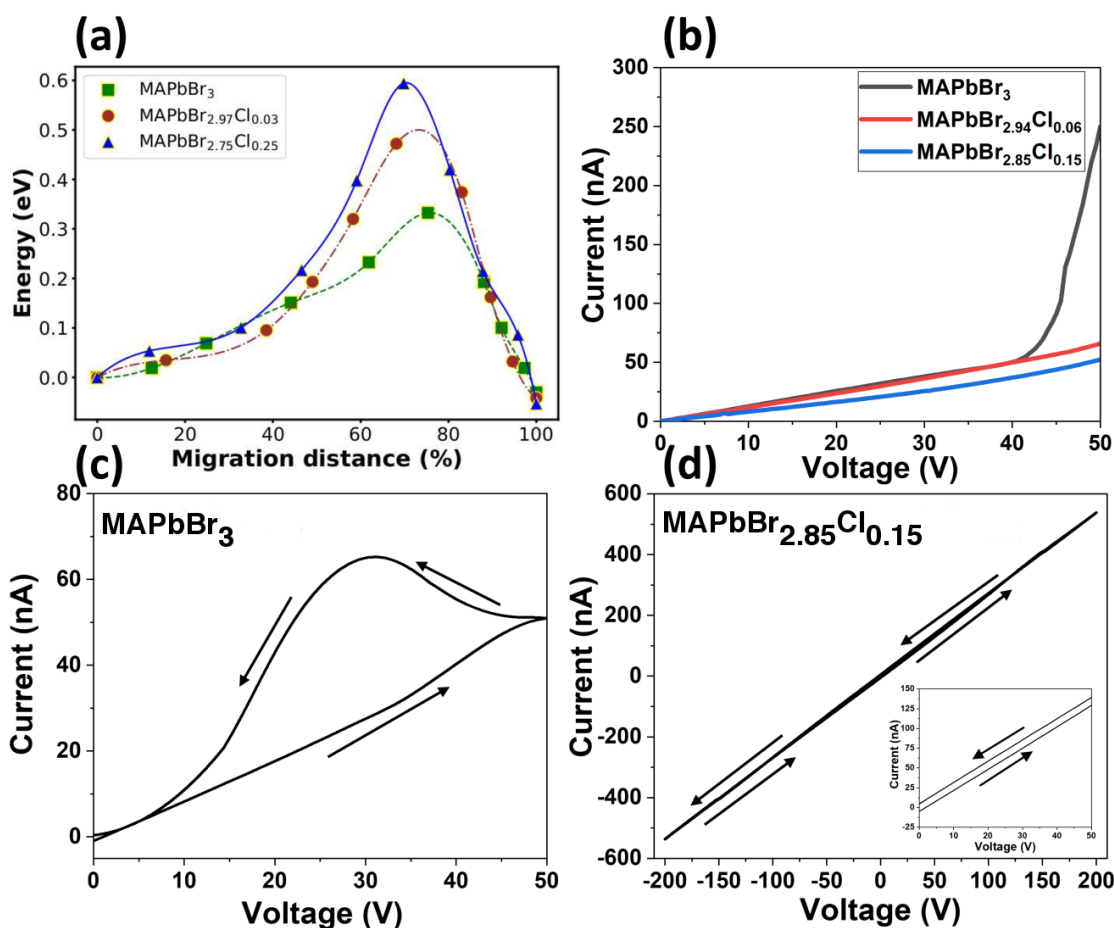 (a)
0.6
0.5
0.4
0.3
0.2
0.1
0.0
Energy (eV)
MAPbBr3
MAPbBr2.97Cl0.03
MAPbBr2.75Cl0.25
0 20 40 60 80 100
Migration distance (%)
(b)
300
250
200
150
100
50
0
Current (nA)
MAPbBr3
MAPbBr2.94Cl0.06
MAPbBr2.85Cl0.15
0 10 20 30 40 50
Voltage (V)
(c)
80
60
40
20
0
Current (nA)
MAPbBr3
0 10 20 30 40 50
Voltage (V)
(d)
600
400
200
0
-200
-400
-600
Current (nA)
MAPbBr2.85Cl0.15
150
125
100
75
50
25
0
-25
Current (nA)
0 10 20 30 40 50
Voltage (V)
-200 -150 -100 -50 0 50 100 150 200
Voltage (V)